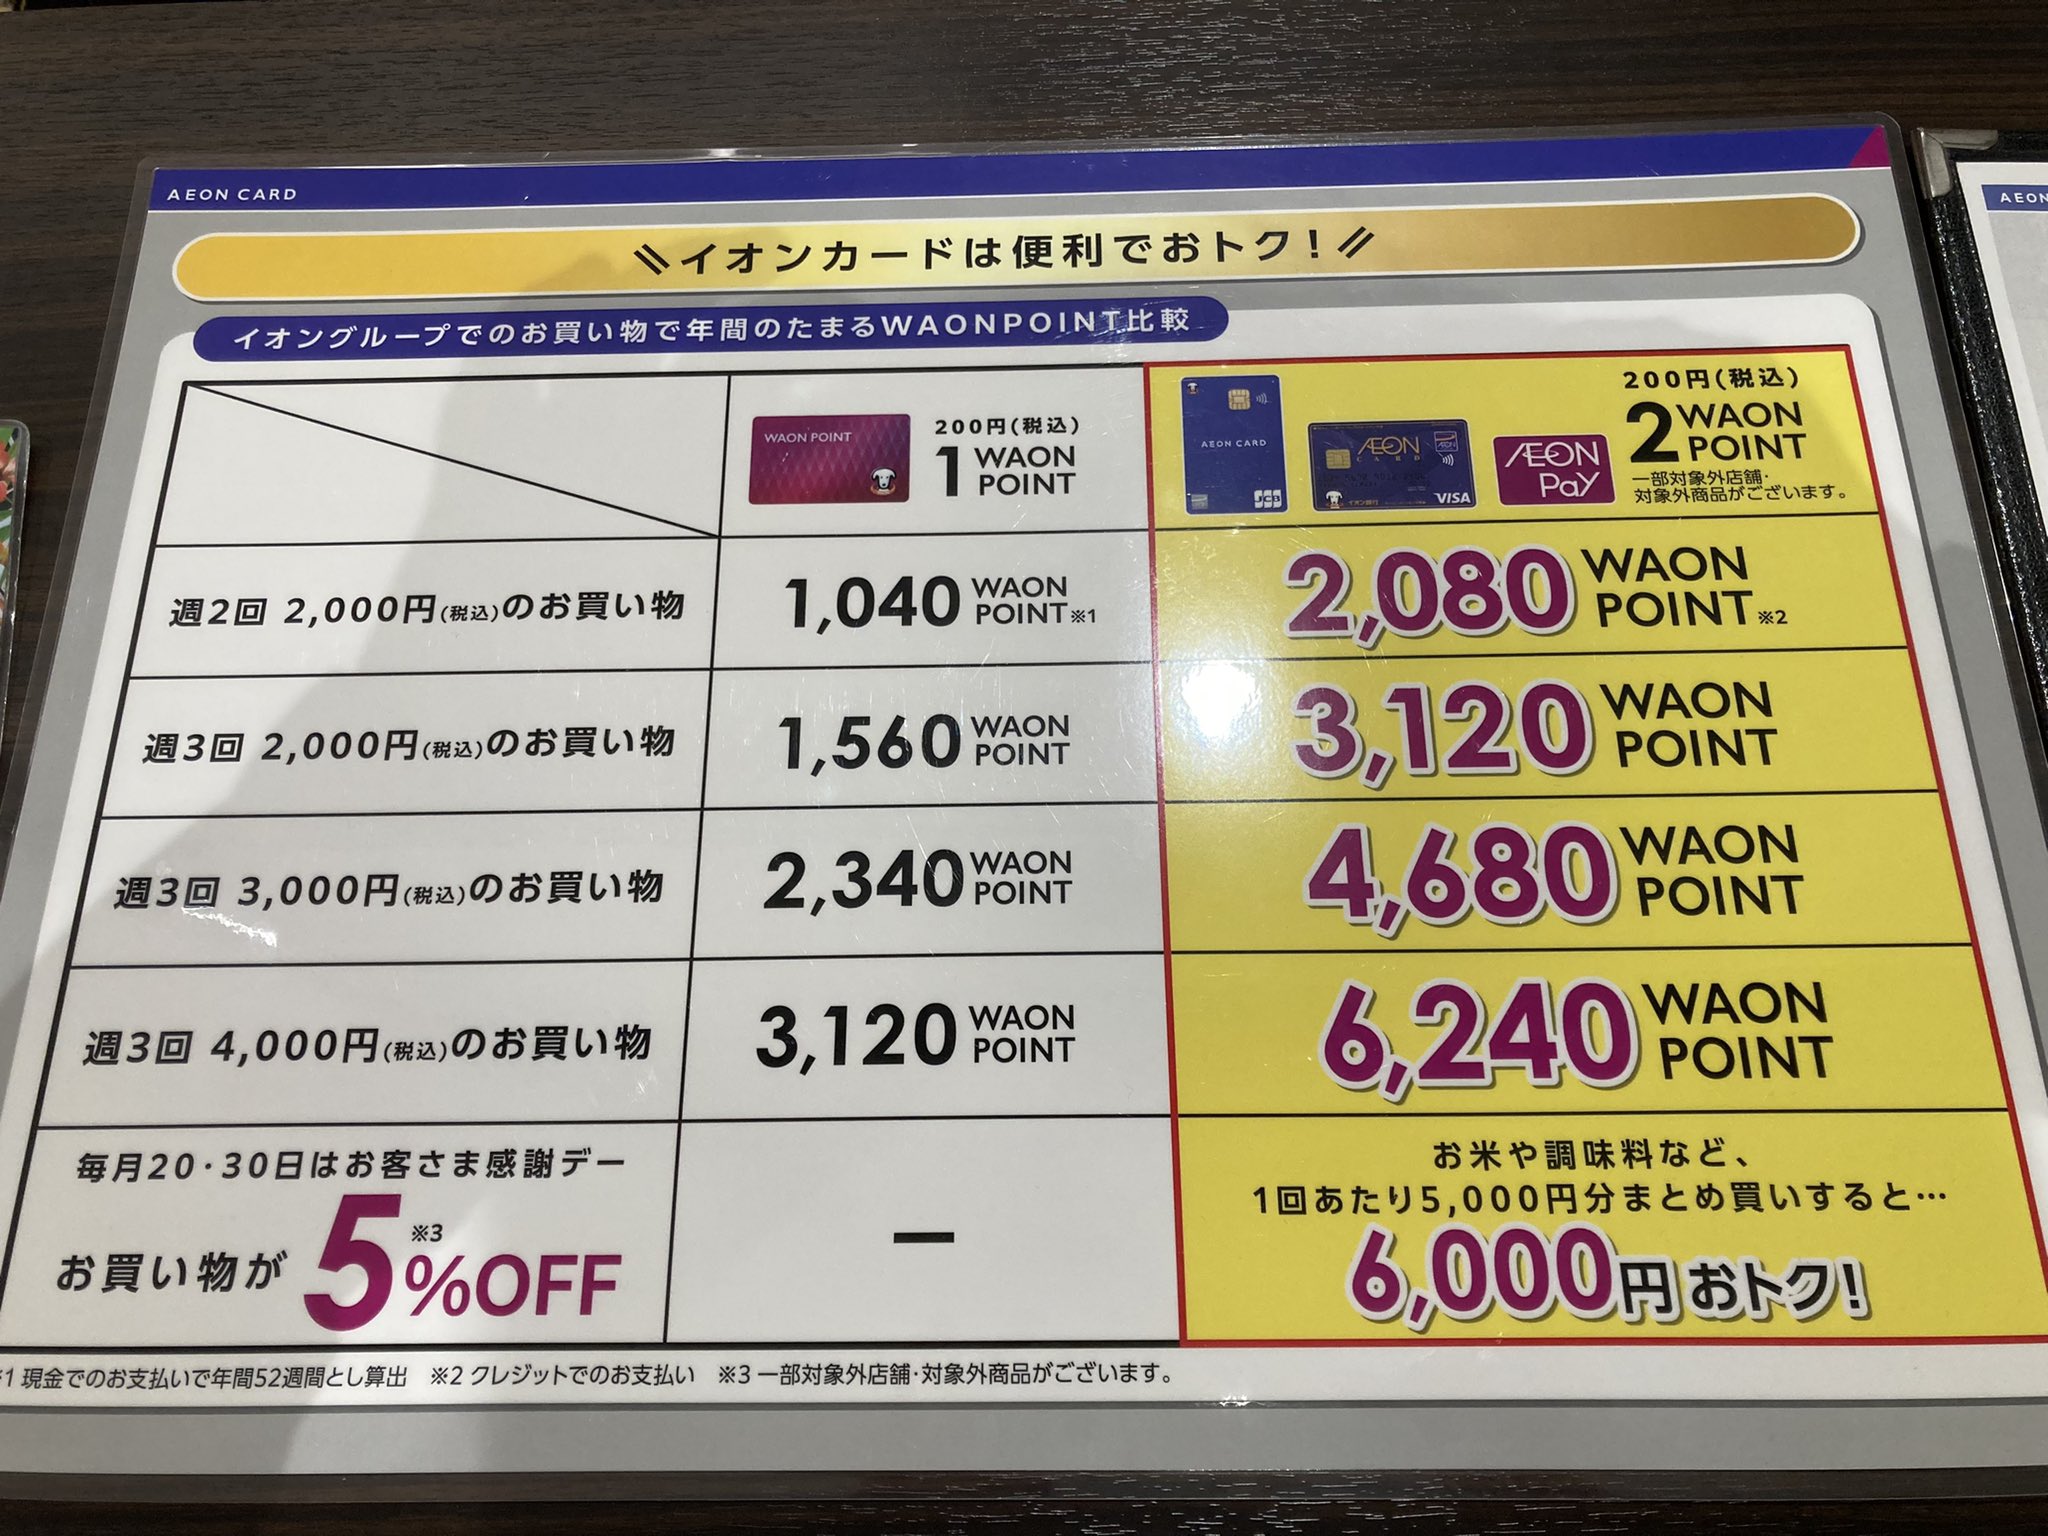 AEON CARD
\\イオンカードは便利でおトク!//
イオングループでのお買い物で年間のたまるWAONPOINT比較
WAON POINT
200円(税込)
1 WAON
POINT
AEON CARD
JCB
AEON
CARD
イオン銀行
VISA
AEON
Pay
200円(税込)
2 WAON
POINT
一部対象外店舗・
対象外商品がございます。
週2回 2,000円(税込)のお買い物
1,040 WAON
POINT※1
2,080 WAON
POINT※2
週3回 2,000円(税込)のお買い物
1,560 WAON
POINT
3,120 WAON
POINT
週3回 3,000円(税込)のお買い物
2,340 WAON
POINT
4,680 WAON
POINT
週3回 4,000円(税込)のお買い物
3,120 WAON
POINT
6,240 WAON
POINT
毎月20・30日はお客さま感謝デー
お買い物が 5%OFF※3
ー
お米や調味料など、
1回あたり5,000円分まとめ買いすると…
6,000円おトク!
※1 現金でのお支払いで年間52週間とし算出 ※2 クレジットでのお支払い ※3 一部対象外店舗・対象外商品がございます。
AEON